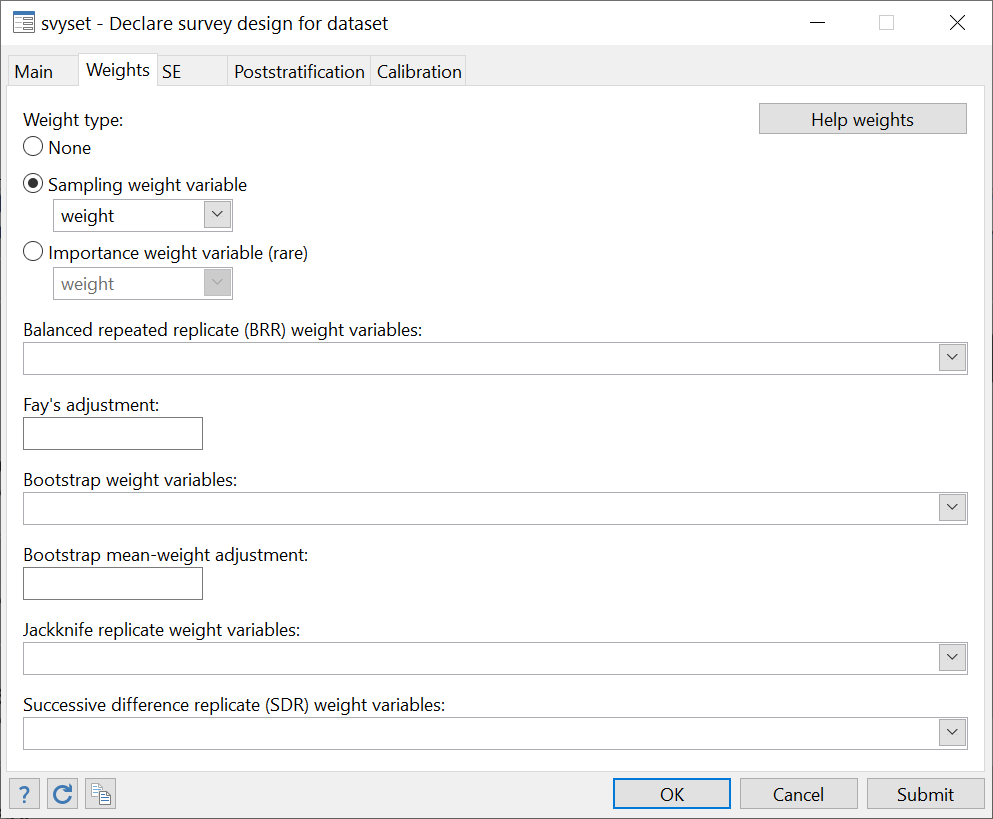 svyset - Declare survey design for dataset
Main Weights SE Poststratification Calibration
Weight type:
Help weights
None
Sampling weight variable
weight
Importance weight variable (rare)
weight
Balanced repeated replicate (BRR) weight variables:
Fay's adjustment:
Bootstrap weight variables:
Bootstrap mean-weight adjustment:
Jackknife replicate weight variables:
Successive difference replicate (SDR) weight variables:
? OK Cancel Submit